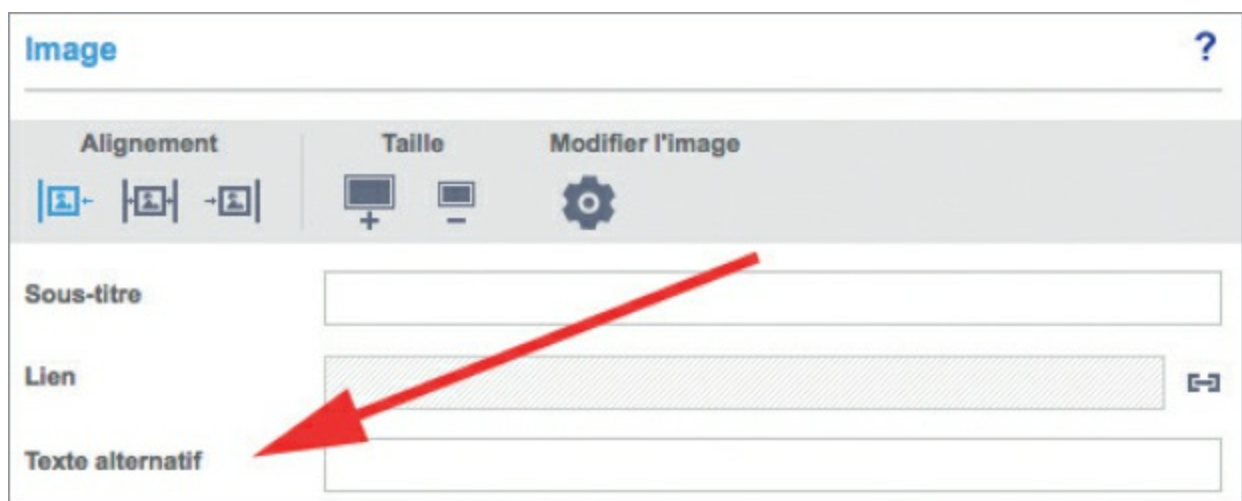 Image ?
Alignement Taille Modifier l'image
Sous-titre
Lien
Texte alternatif